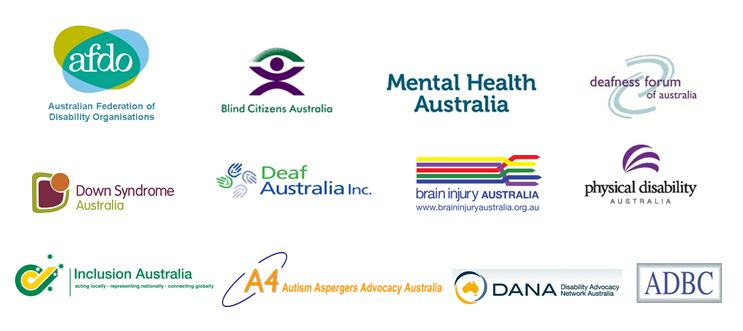 afdo
Australian Federation of
Disability Organisations
Blind Citizens Australia
Mental Health
Australia
deafness forum
of australia
Down Syndrome
Australia
Deaf
Australia Inc.
brain injury AUSTRALIA
www.braininjuryaustralia.org.au
physical disability
AUSTRALIA
Inclusion Australia
acting locally - representing nationally - connecting globally
A4 Autism Aspergers Advocacy Australia
DANA
Disability Advocacy
Network Australia
ADBC